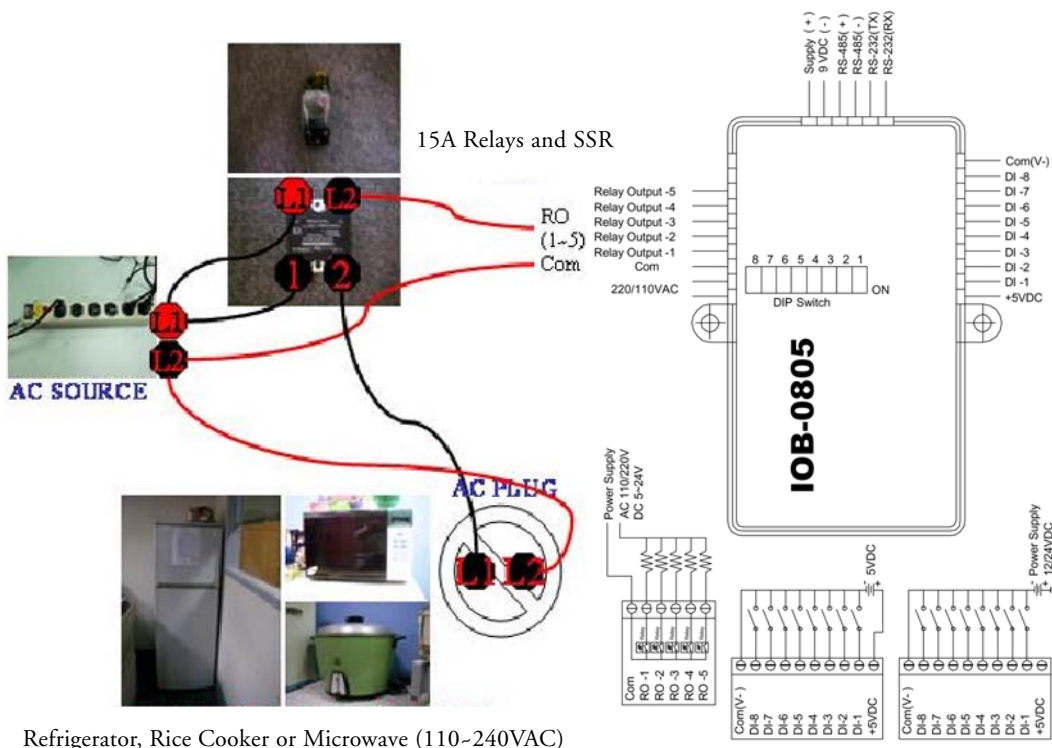 15A Relays and SSR
L1
L2
1
2
RO
(1~5)
Com
L1
L2
AC SOURCE
AC PLUG
L1
L2
Refrigerator, Rice Cooker or Microwave (110~240VAC)
Supply (+)
9 VDC (-)
RS-485(+)
RS-485(-)
RS-232(TX)
RS-232(RX)
Relay Output -5
Relay Output -4
Relay Output -3
Relay Output -2
Relay Output -1
Com
220/110VAC
Com(V-)
DI -8
DI -7
DI -6
DI -5
DI -4
DI -3
DI -2
DI -1
+5VDC
8 7 6 5 4 3 2 1
ON
DIP Switch
IOB-0805
Power Supply
AC 110/220V
DC 5~24V
Relay
Relay
Relay
Relay
Relay
Com
RO -1
RO -2
RO -3
RO -4
RO -5
- +
5VDC
Com(V-)
DI-8
DI-7
DI-6
DI-5
DI-4
DI-3
DI-2
DI-1
+5VDC
- +
Power Supply
12/24VDC
Com(V-)
DI-8
DI-7
DI-6
DI-5
DI-4
DI-3
DI-2
DI-1
+5VDC